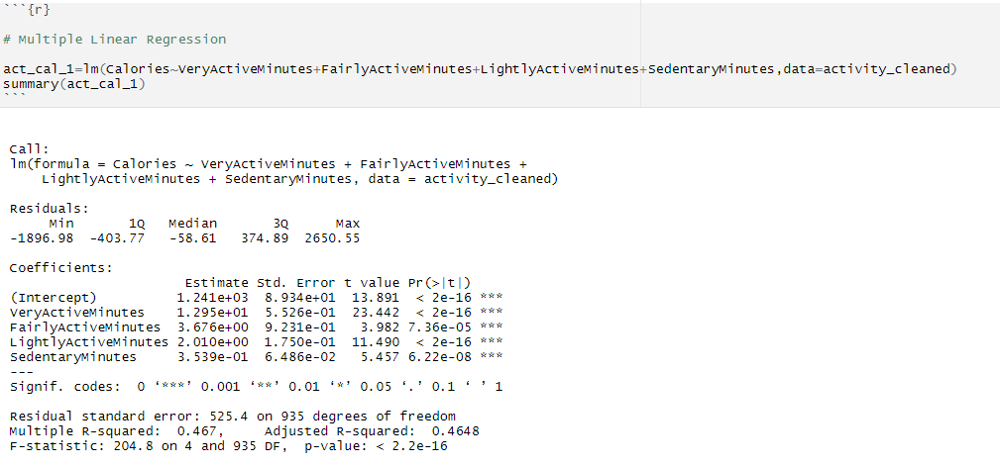 ```{r}
# Multiple Linear Regression
act_cal_1=lm(Calories~VeryActiveMinutes+FairlyActiveMinutes+LightlyActiveMinutes+SedentaryMinutes,data=activity_cleaned)
summary(act_cal_1)
```
Call:
lm(formula = Calories ~ VeryActiveMinutes + FairlyActiveMinutes +
    LightlyActiveMinutes + SedentaryMinutes, data = activity_cleaned)
Residuals:
     Min       1Q   Median       3Q      Max
-1896.98  -403.77   -58.61   374.89  2650.55
Coefficients:
                      Estimate Std. Error t value Pr(>|t|)
(Intercept)          1.241e+03  8.934e+01  13.891  < 2e-16 ***
VeryActiveMinutes    1.295e+01  5.526e-01  23.442  < 2e-16 ***
FairlyActiveMinutes  3.676e+00  9.231e-01   3.982 7.36e-05 ***
LightlyActiveMinutes 2.010e+00  1.750e-01  11.490  < 2e-16 ***
SedentaryMinutes     3.539e-01  6.486e-02   5.457 6.22e-08 ***
---
Signif. codes:  0 ‘***’ 0.001 ‘**’ 0.01 ‘*’ 0.05 ‘.’ 0.1 ‘ ’ 1
Residual standard error: 525.4 on 935 degrees of freedom
Multiple R-squared:  0.467,     Adjusted R-squared:  0.4648
F-statistic: 204.8 on 4 and 935 DF,  p-value: < 2.2e-16